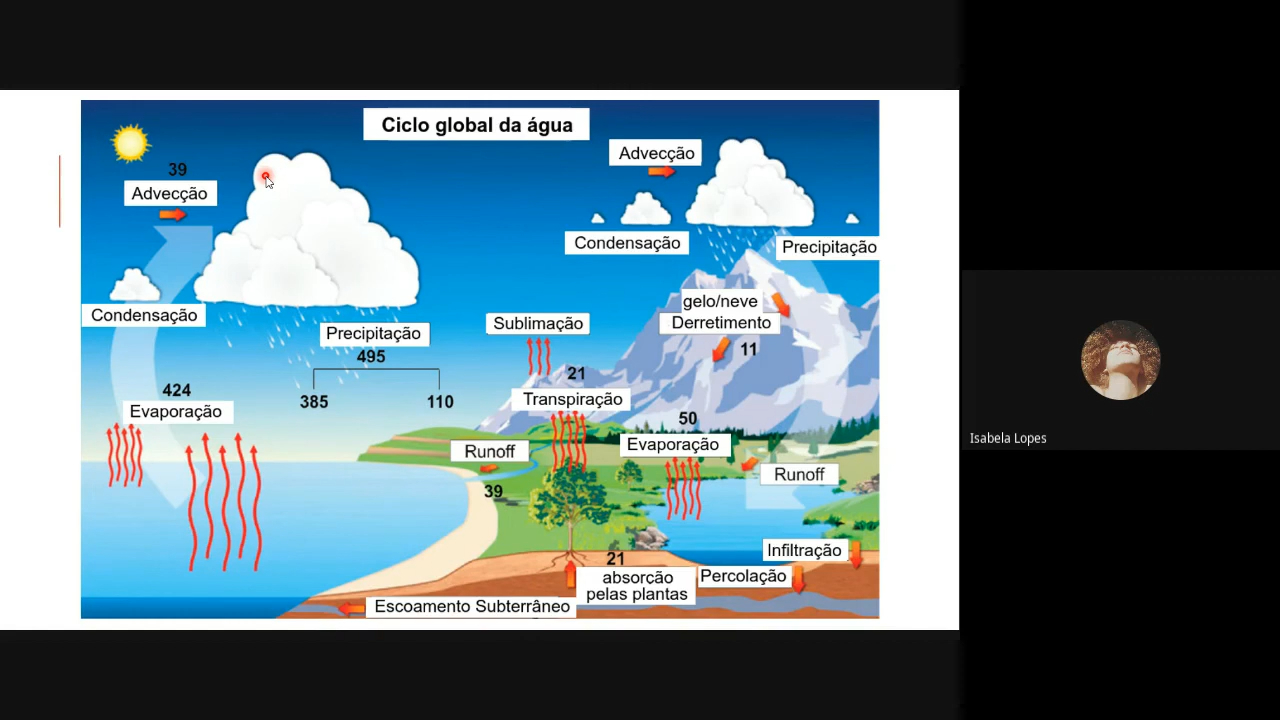 Ciclo global da água
39
Advecção
Advecção
Condensação
Precipitação
Condensação
Precipitação
495
385
110
424
Evaporação
Sublimação
gelo/neve
Derretimento
11
21
Transpiração
50
Evaporação
Runoff
39
Runoff
Infiltração
Percolação
21
absorção
pelas plantas
Escoamento Subterrâneo
Isabela Lopes